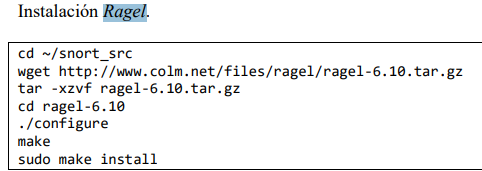 Instalación Ragel.
cd ~/snort_src
wget http://www.colm.net/files/ragel/ragel-6.10.tar.gz
tar -xzvf ragel-6.10.tar.gz
cd ragel-6.10
./configure
make
sudo make install